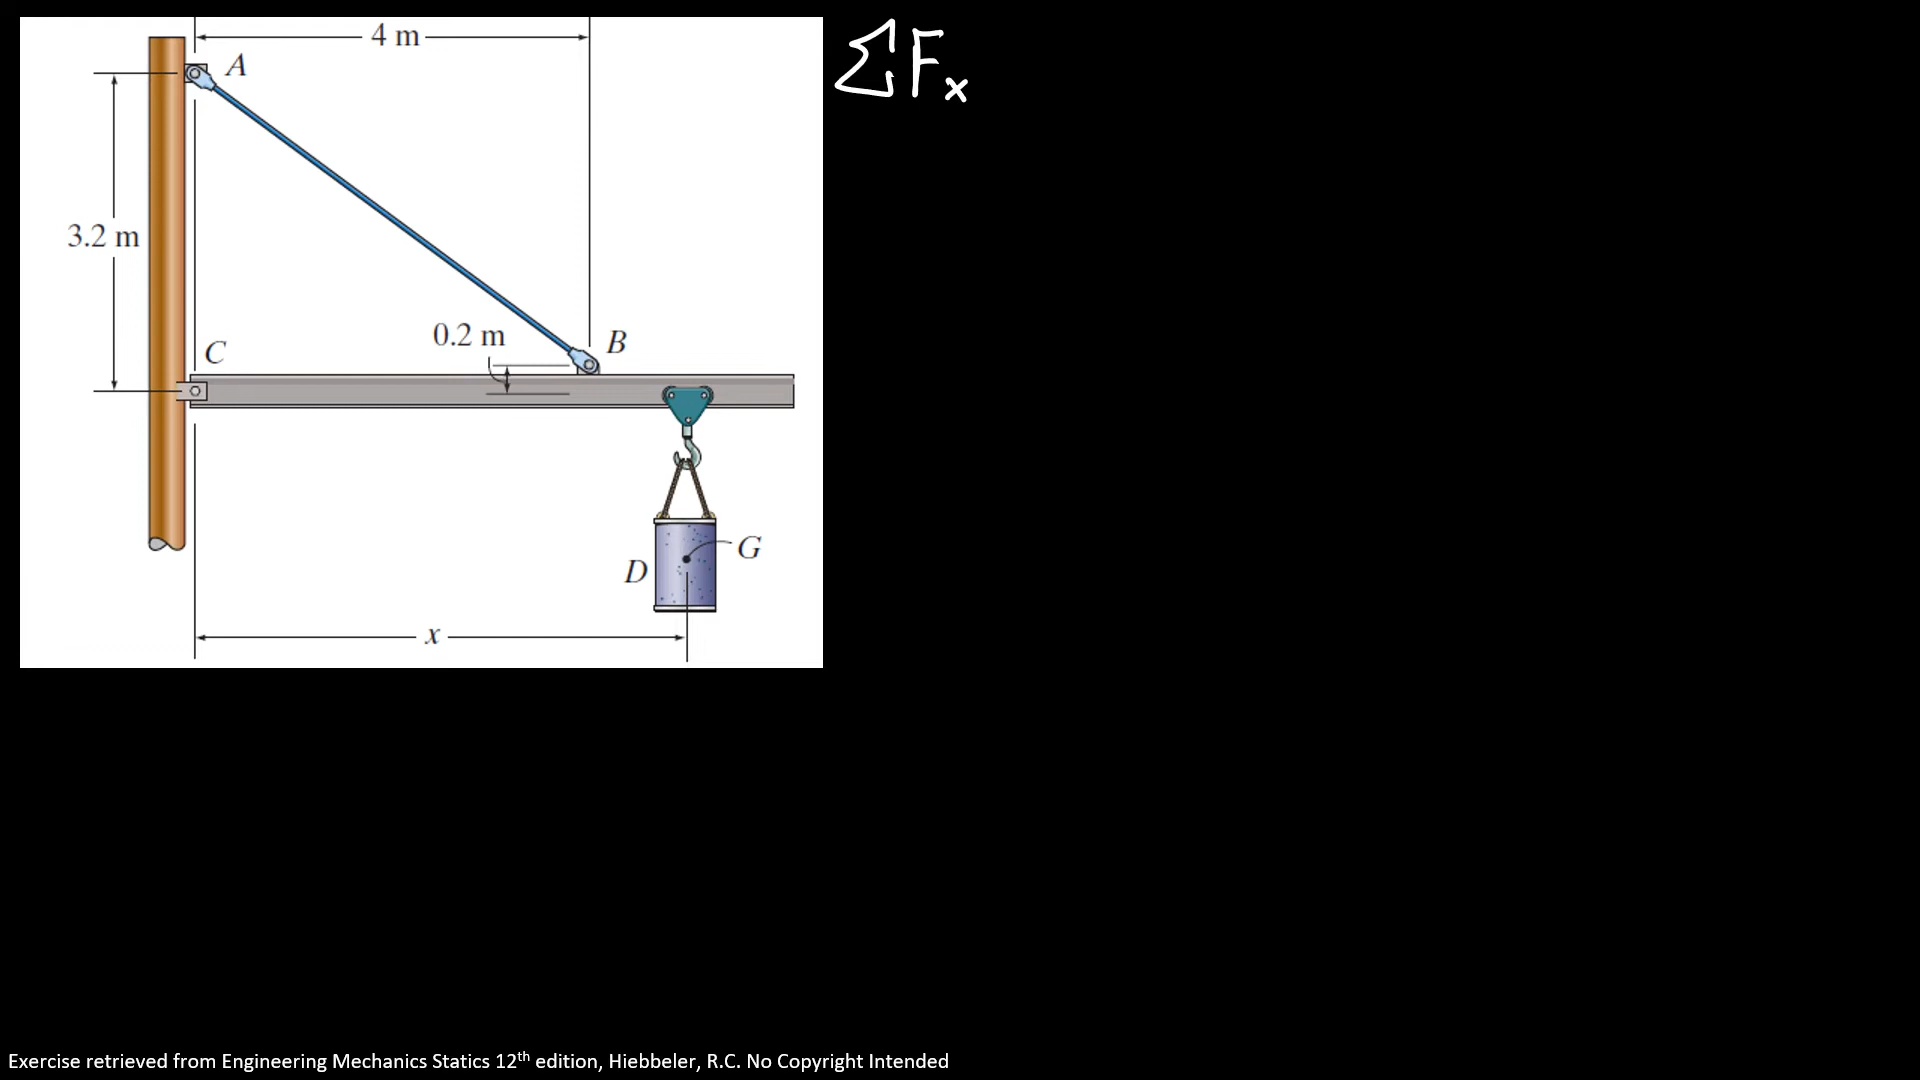 4 m
A
ΣFx
3.2 m
0.2 m
B
C
G
D
x
Exercise retrieved from Engineering Mechanics Statics 12th edition, Hiebbeler, R.C. No Copyright Intended